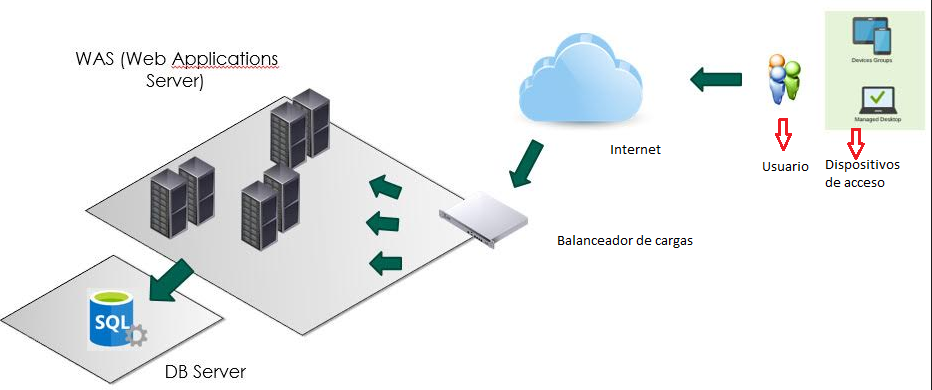 WAS (Web Applications
Server)
Internet
Devices Groups
Managed Desktop
Usuario
Dispositivos
de acceso
Balanceador de cargas
SQL
DB Server